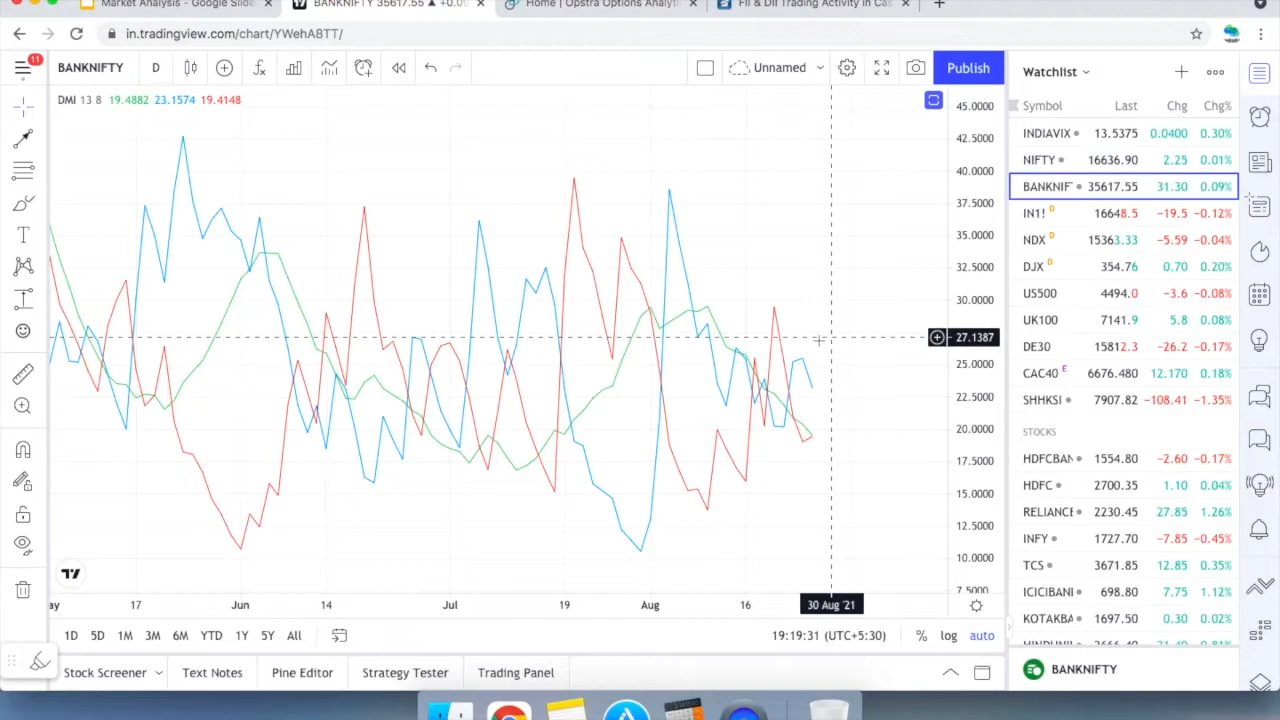 Market Analysis - Google Slide
BANKNIFTY 35617.55 ▲ +0.09%
Home | Opstra Options Analyti
FII & DII Trading Activity in Cas
in.tradingview.com/chart/YWehA8TT/
11
BANKNIFTY D
Unnamed
Publish
DMI 13 8 19.4882 23.1574 19.4148
45.0000
42.5000
40.0000
37.5000
35.0000
32.5000
30.0000
27.1387
25.0000
22.5000
20.0000
17.5000
15.0000
12.5000
10.0000
7.5000
ay 17 Jun 14 Jul 19 Aug 16 30 Aug '21
1D 5D 1M 3M 6M YTD 1Y 5Y All
19:19:31 (UTC+5:30) % log auto
Stock Screener Text Notes Pine Editor Strategy Tester Trading Panel
Watchlist
Symbol Last Chg Chg%
INDIAVIX 13.5375 0.0400 0.30%
NIFTY 16636.90 2.25 0.01%
BANKNIF 35617.55 31.30 0.09%
IN1! D 16648.5 −19.5 −0.12%
NDX D 15363.33 −5.59 −0.04%
DJX D 354.76 0.70 0.20%
US500 4494.0 −3.6 −0.08%
UK100 7141.9 5.8 0.08%
DE30 15812.3 −26.2 −0.17%
CAC40 E 6676.480 12.170 0.18%
SHHKSI 7907.82 −108.41 −1.35%
STOCKS
HDFCBAN 1554.80 −2.60 −0.17%
HDFC 2700.35 1.10 0.04%
RELIANCE 2230.45 27.85 1.26%
INFY 1727.70 −7.85 −0.45%
TCS 3671.85 12.85 0.35%
ICICIBANI 698.80 7.75 1.12%
KOTAKBA 1697.50 0.30 0.02%
BANKNIFTY